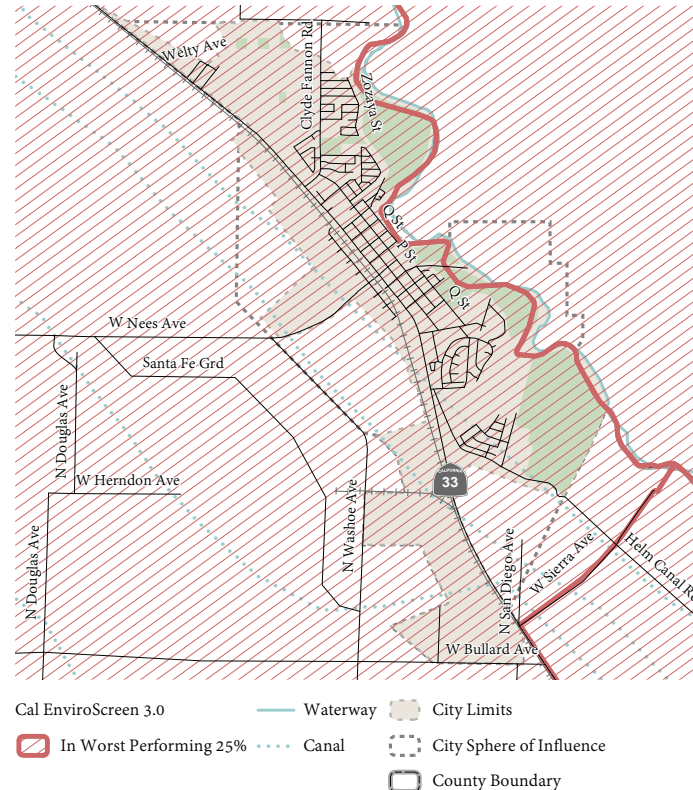 Welty Ave
Clyde Fannon Rd
Zozaya St
Q St
P St
Q St
W Nees Ave
Santa Fe Grd
N Douglas Ave
W Herndon Ave
CALIFORNIA
33
N Washoe Ave
N Douglas Ave
N San Diego Ave
W Sierra Ave
Helm Canal Rd
W Bullard Ave
Cal EnviroScreen 3.0
Waterway
City Limits
In Worst Performing 25%
Canal
City Sphere of Influence
County Boundary